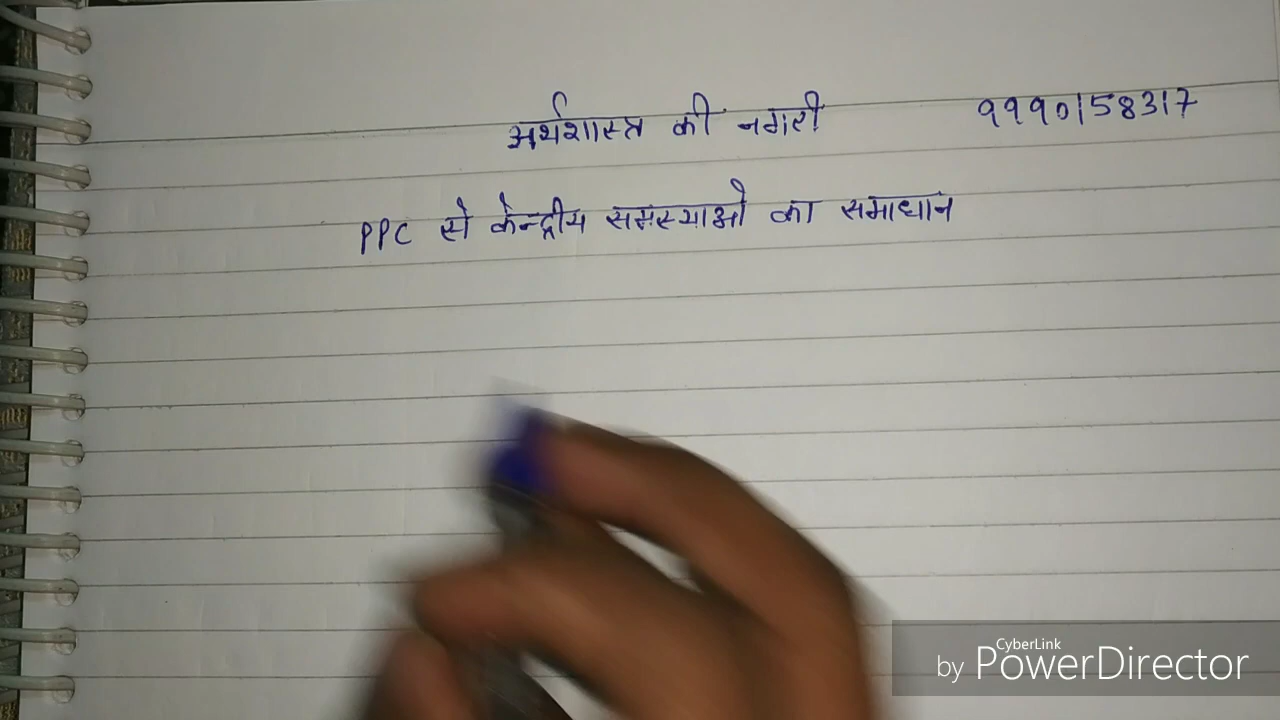 अर्थशास्त्र की नगरी 9990158317
PPC से केन्द्रीय समस्याओ का समाधान
CyberLink
by PowerDirector